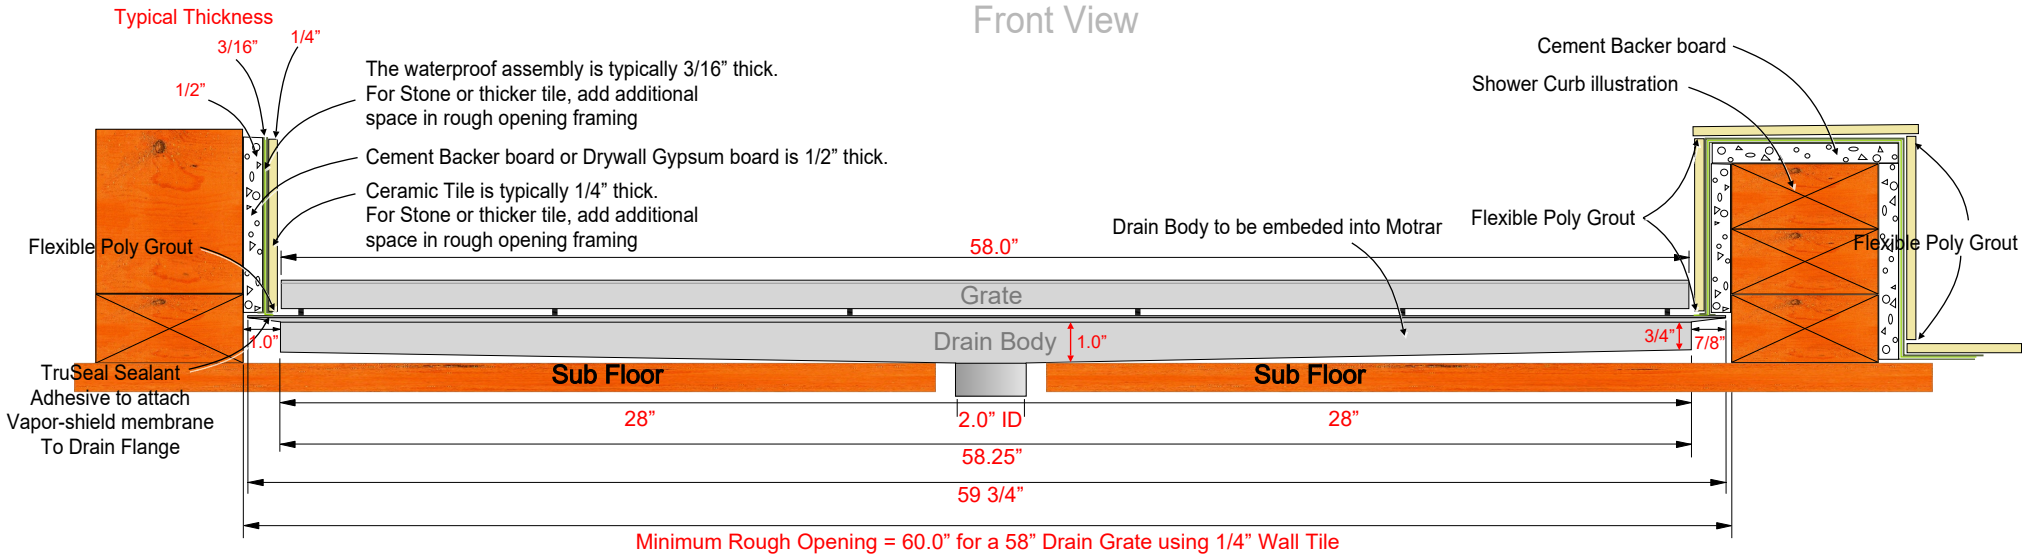 Front View
Typical Thickness
3/16”
1/4”
1/2”
The waterproof assembly is typically 3/16” thick.
For Stone or thicker tile, add additional
space in rough opening framing
Cement Backer board or Drywall Gypsum board is 1/2” thick.
Ceramic Tile is typically 1/4” thick.
For Stone or thicker tile, add additional
space in rough opening framing
Cement Backer board
Shower Curb illustration
Drain Body to be embeded into Motrar
Flexible Poly Grout
Flexible Poly Grout
Flexible Poly Grout
58.0”
Grate
Drain Body
1.0”
1.0”
3/4”
7/8”
Sub Floor
Sub Floor
TruSeal Sealant
Adhesive to attach
Vapor-shield membrane
To Drain Flange
28”
2.0” ID
28”
58.25”
59 3/4”
Minimum Rough Opening = 60.0” for a 58” Drain Grate using 1/4” Wall Tile